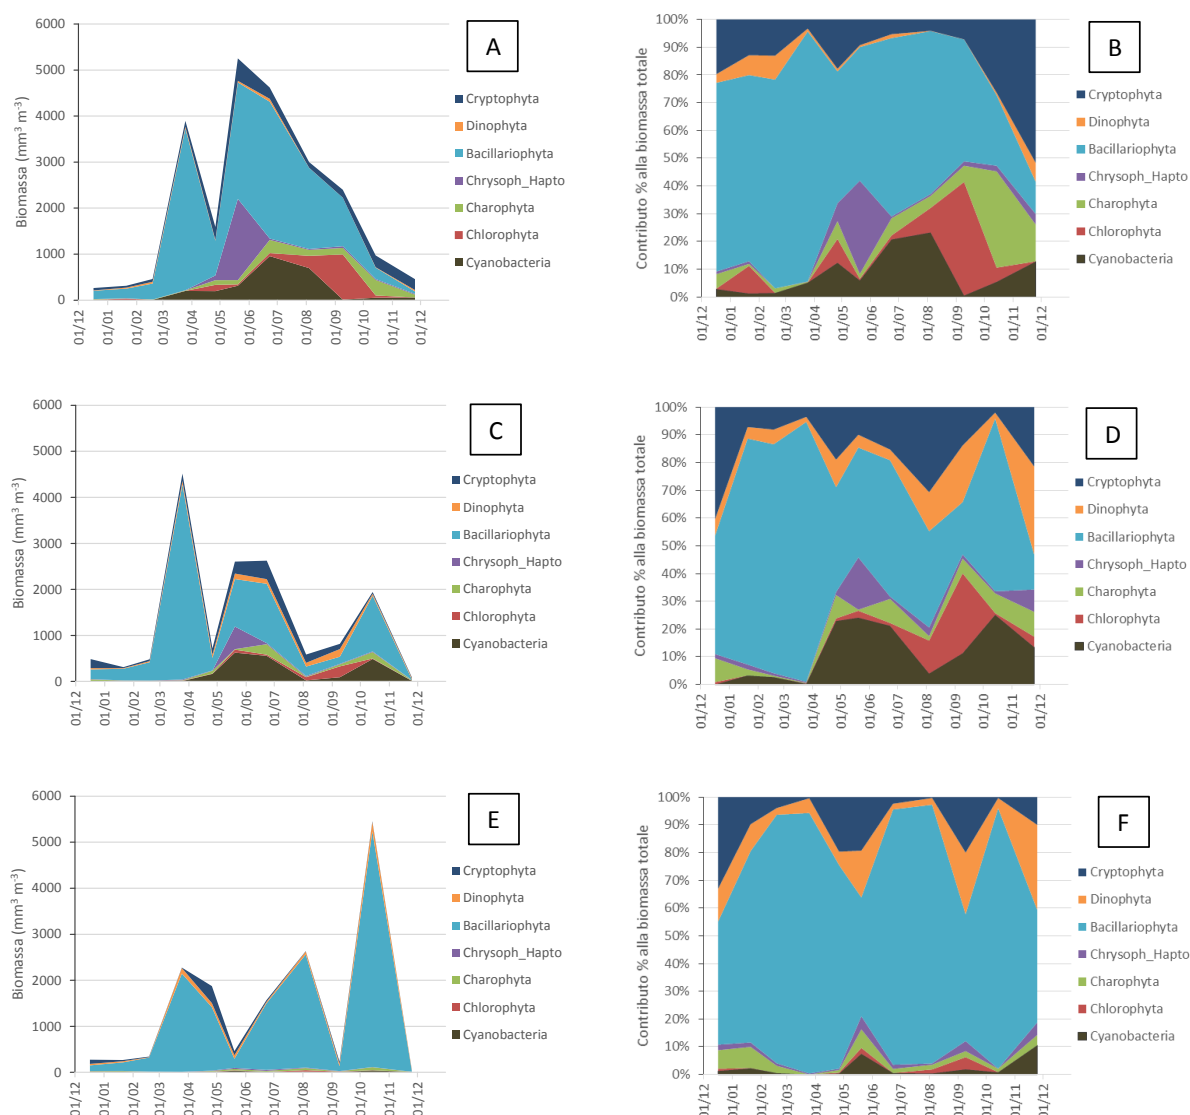 A
Biomassa (mm³ m⁻³)
6000
5000
4000
3000
2000
1000
0
01/12
01/01
01/02
01/03
01/04
01/05
01/06
01/07
01/08
01/09
01/10
01/11
01/12
Cryptophyta
Dinophyta
Bacillariophyta
Chrysoph_Hapto
Charophyta
Chlorophyta
Cyanobacteria
B
Contributo % alla biomassa totale
100%
90%
80%
70%
60%
50%
40%
30%
20%
10%
0%
01/12
01/01
01/02
01/03
01/04
01/05
01/06
01/07
01/08
01/09
01/10
01/11
01/12
Cryptophyta
Dinophyta
Bacillariophyta
Chrysoph_Hapto
Charophyta
Chlorophyta
Cyanobacteria
C
Biomassa (mm³ m⁻³)
6000
5000
4000
3000
2000
1000
0
01/12
01/01
01/02
01/03
01/04
01/05
01/06
01/07
01/08
01/09
01/10
01/11
01/12
Cryptophyta
Dinophyta
Bacillariophyta
Chrysoph_Hapto
Charophyta
Chlorophyta
Cyanobacteria
D
Contributo % alla biomassa totale
100%
90%
80%
70%
60%
50%
40%
30%
20%
10%
0%
01/12
01/01
01/02
01/03
01/04
01/05
01/06
01/07
01/08
01/09
01/10
01/11
01/12
Cryptophyta
Dinophyta
Bacillariophyta
Chrysoph_Hapto
Charophyta
Chlorophyta
Cyanobacteria
E
Biomassa (mm³ m⁻³)
6000
5000
4000
3000
2000
1000
0
01/12
01/01
01/02
01/03
01/04
01/05
01/06
01/07
01/08
01/09
01/10
01/11
01/12
Cryptophyta
Dinophyta
Bacillariophyta
Chrysoph_Hapto
Charophyta
Chlorophyta
Cyanobacteria
F
Contributo % alla biomassa totale
100%
90%
80%
70%
60%
50%
40%
30%
20%
10%
0%
01/12
01/01
01/02
01/03
01/04
01/05
01/06
01/07
01/08
01/09
01/10
01/11
01/12
Cryptophyta
Dinophyta
Bacillariophyta
Chrysoph_Hapto
Charophyta
Chlorophyta
Cyanobacteria